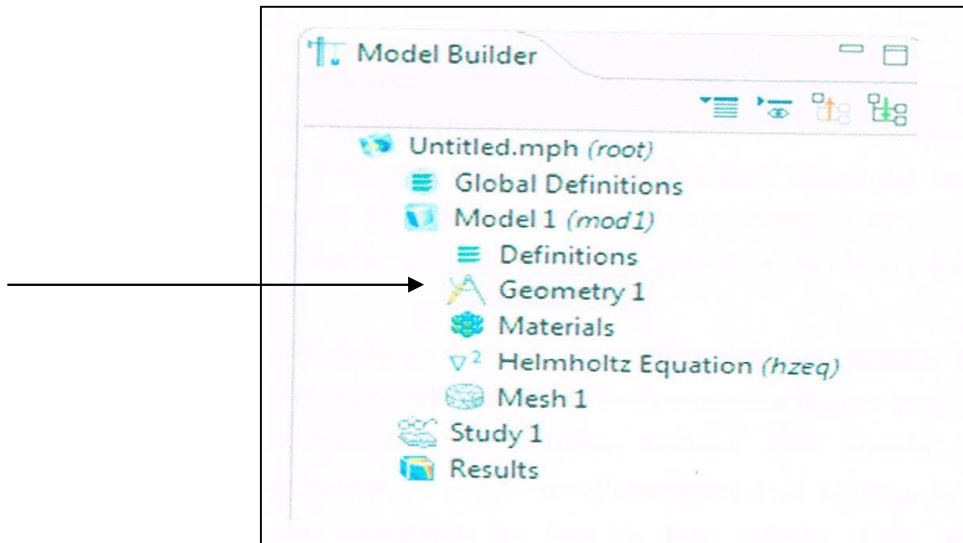 Model Builder
Untitled.mph (root)
Global Definitions
Model 1 (mod1)
Definitions
Geometry 1
Materials
∇² Helmholtz Equation (hzeq)
Mesh 1
Study 1
Results